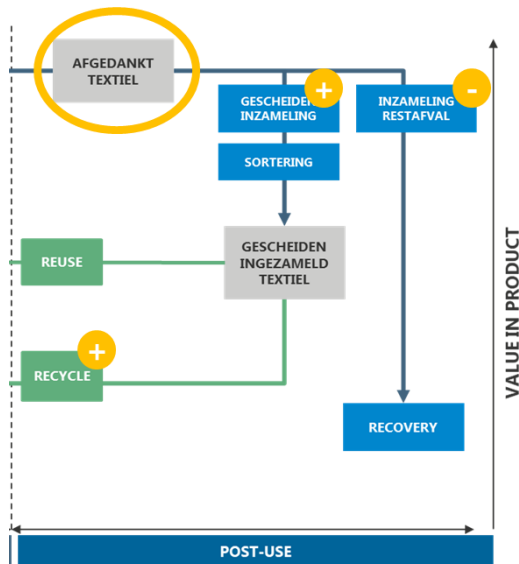 AFGEDANKT
TEXTIEL
GESCHEIDEN
INZAMELING
+
INZAMELING
RESTAFVAL
-
SORTERING
GESCHEIDEN
INGEZAMELD
TEXTIEL
REUSE
+
RECYCLE
RECOVERY
VALUE IN PRODUCT
POST-USE